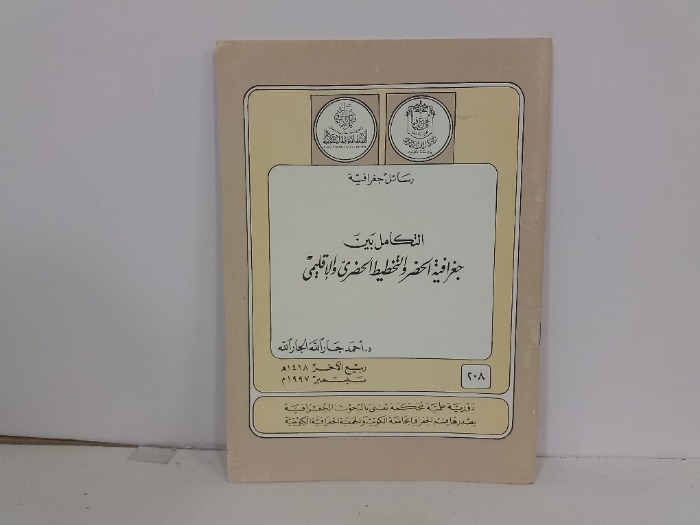 رسائل جغرافية
التكامل بين
جغرافية الحضر والتخطيط الحضري والإقليمي
د. أحمد جار الله الجار الله
ربيع الآخر ١٤١٨هـ
سبتمبر ١٩٩٧م
٢٠٨
دورية علمية محكمة تعنى بالبحوث الجغرافية
يصدرها قسم الجغرافيا بجامعة الكويت والجمعية الجغرافية الكويتية